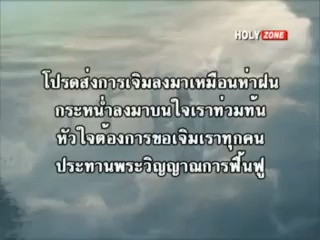 HOLY ZONE
โปรดส่งการเจิมลงมาเหมือนห่าฝน
กระหน่ำลงมาบนใจเราท่วมท้น
หัวใจต้องการขอเจิมเราทุกคน
ประทานพระวิญญาณการฟื้นฟู